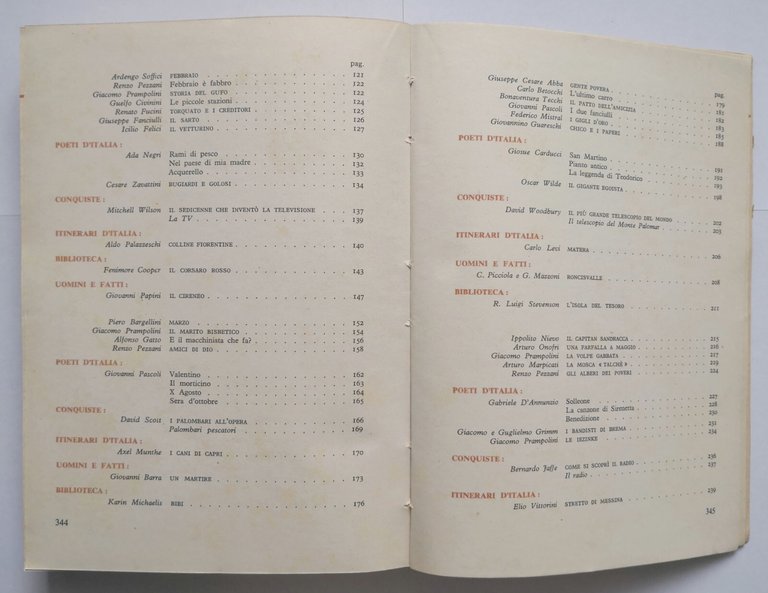 pag.
Ardengo Soffici FEBBRAIO 121
Renzo Pezzani Febbraio è fabbro 122
Giacomo Prampolini STORIA DEL GUFO 122
Guelfo Civinini Le piccole stazioni 124
Renato Fucini TORQUATO E I CREDITORI 125
Giuseppe Fanciulli IL SARTO 126
Icilio Felici IL VETTURINO 127
POETI D'ITALIA:
Ada Negri Rami di pesco 130
Nel paese di mia madre 132
Acquerello 133
Cesare Zavattini BUGIARDI E GOLOSI 134
CONQUISTE:
Mitchell Wilson IL SEDICENNE CHE INVENTÒ LA TELEVISIONE 137
La TV 139
ITINERARI D'ITALIA:
Aldo Palazzeschi COLLINE FIORENTINE 140
BIBLIOTECA:
Fenimore Cooper IL CORSARO ROSSO 143
UOMINI E FATTI:
Giovanni Papini IL CIRENEO 147
Piero Bargellini MARZO 152
Giacomo Prampolini IL MARITO BISBETICO 154
Alfonso Gatto E il macchinista che fa? 156
Renzo Pezzani AMICI DI DIO 158
POETI D'ITALIA:
Giovanni Pascoli Valentino 162
Il morticino 163
X Agosto 164
Sera d'ottobre 165
CONQUISTE:
David Scott I PALOMBARI ALL'OPERA 166
Palombari pescatori 169
ITINERARI D'ITALIA:
Axel Munthe I CANI DI CAPRI 170
UOMINI E FATTI:
Giovanni Barra UN MARTIRE 173
BIBLIOTECA:
Karin Michaelis BIBI 176
344
pag.
Giuseppe Cesare Abba GENTE POVERA 179
Carlo Betocchi L'ultimo carro 181
Bonaventura Tecchi IL PATTO DELL'AMICIZIA 182
Giovanni Pascoli I due fanciulli 183
Federico Mistral I GIGLI D'ORO 185
Giovannino Guareschi CHICO E I PAPERI 188
POETI D'ITALIA:
Giosue Carducci San Martino 191
Pianto antico 192
La leggenda di Teodorico 193
Oscar Wilde IL GIGANTE EGOISTA 198
CONQUISTE:
David Woodbury IL PIÙ GRANDE TELESCOPIO DEL MONDO 202
Il telescopio del Monte Palomar 205
ITINERARI D'ITALIA:
Carlo Levi MATERA 206
UOMINI E FATTI:
C. Picciola e G. Mazzoni RONCISVALLE 208
BIBLIOTECA:
R. Luigi Stevenson L'ISOLA DEL TESORO 211
Ippolito Nievo IL CAPITAN SANDRACCA 215
Arturo Onofri UNA FARFALLA A MAGGIO 216
Giacomo Prampolini LA VOLPE GABBATA 217
Arturo Marpicati LA MOSCA «TALCHÈ» 219
Renzo Pezzani GLI ALBERI DEI POVERI 224
POETI D'ITALIA:
Gabriele D'Annunzio Solleone 227
La canzone di Sirenetta 228
Benedizione 230
Giacomo e Guglielmo Grimm I BANDISTI DI BREMA 231
Giacomo Prampolini LE JEZINKE 234
CONQUISTE:
Bernardo Jaffe COME SI SCOPRÌ IL RADIO 236
Il radio 237
ITINERARI D'ITALIA:
Elio Vittorini STRETTO DI MESSINA 239
345